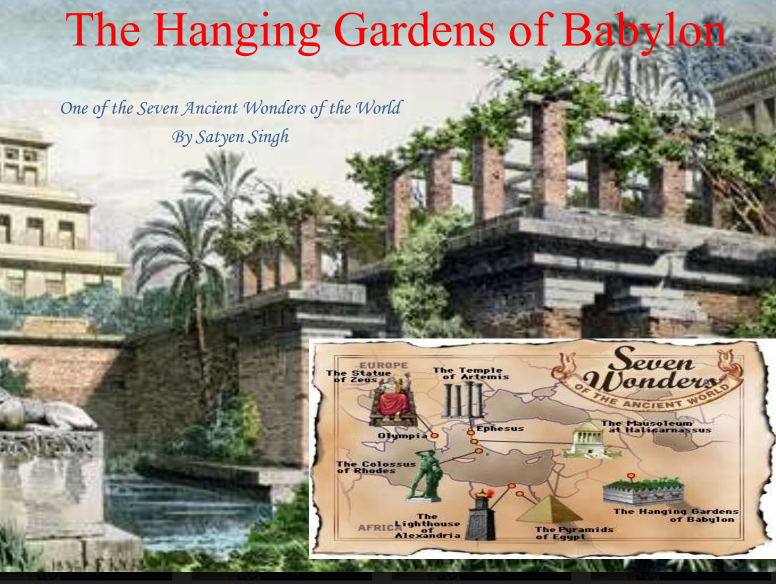 The Hanging Gardens of Babylon
One of the Seven Ancient Wonders of the World
By Satyen Singh
Seven
Wonders
OF THE ANCIENT WORLD
EUROPE
The Statue
of Zeus
The Temple
of Artemis
Olympia
Ephesus
The Mausoleum
at Halicarnassus
The Colossus
of Rhodes
The
Lighthouse
of
Alexandria
AFRICA
The Pyramids
of Egypt
The Hanging Gardens
of Babylon